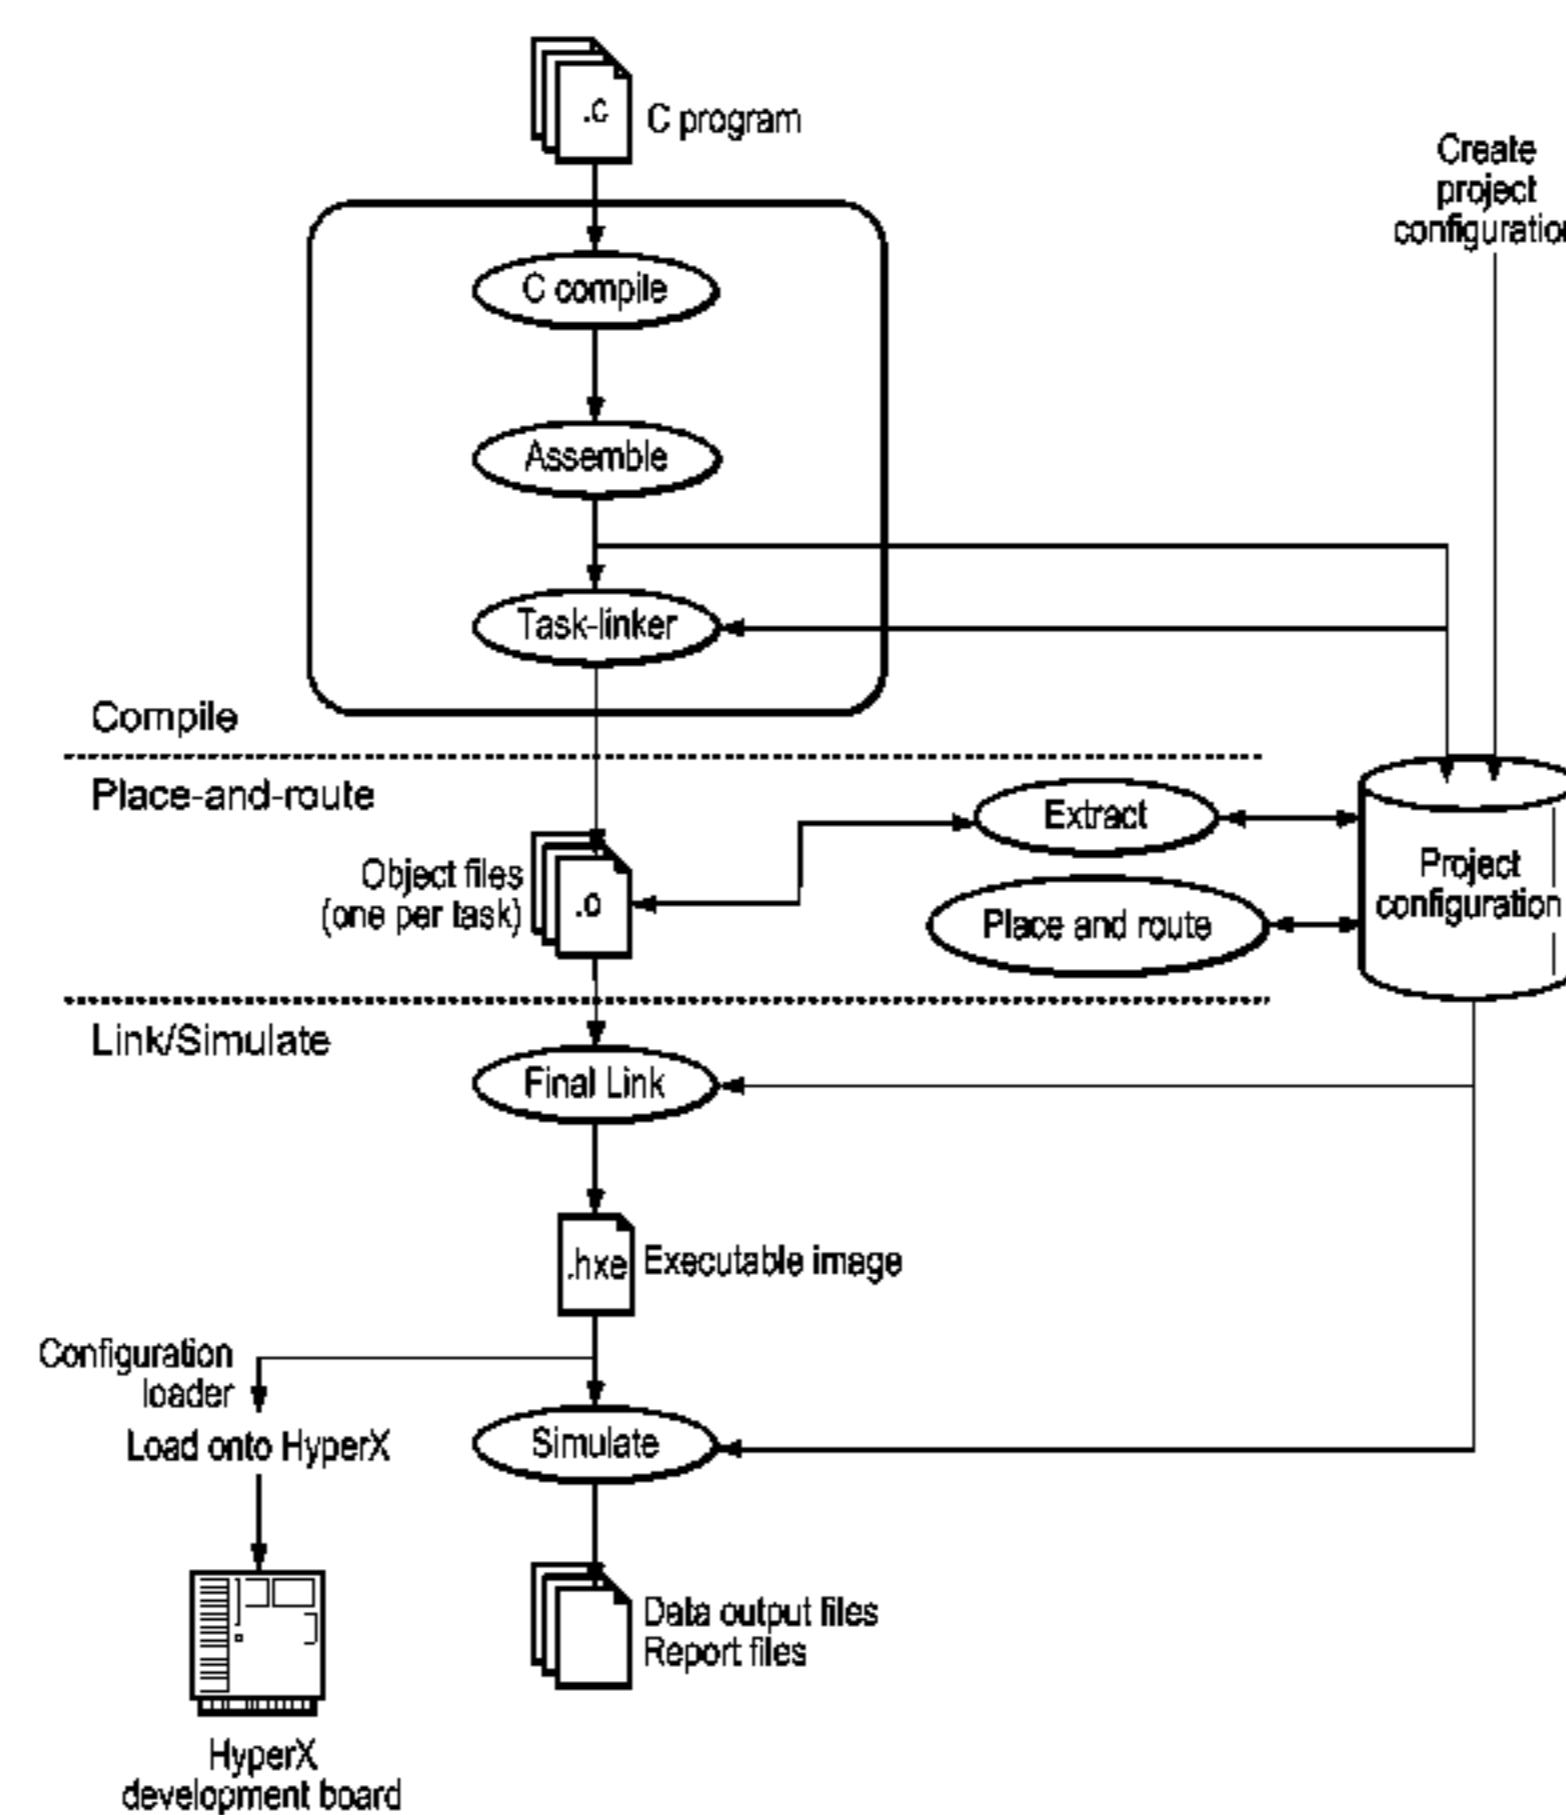 .c
C program
Create
project
configuration
C compile
Assemble
Task-linker
Compile
Place-and-route
Extract
Object files
(one per task)
.o
Place and route
Project
configuration
Link/Simulate
Final Link
.hxe
Executable image
Configuration
loader
Load onto HyperX
Simulate
Data output files
Report files
HyperX
development board